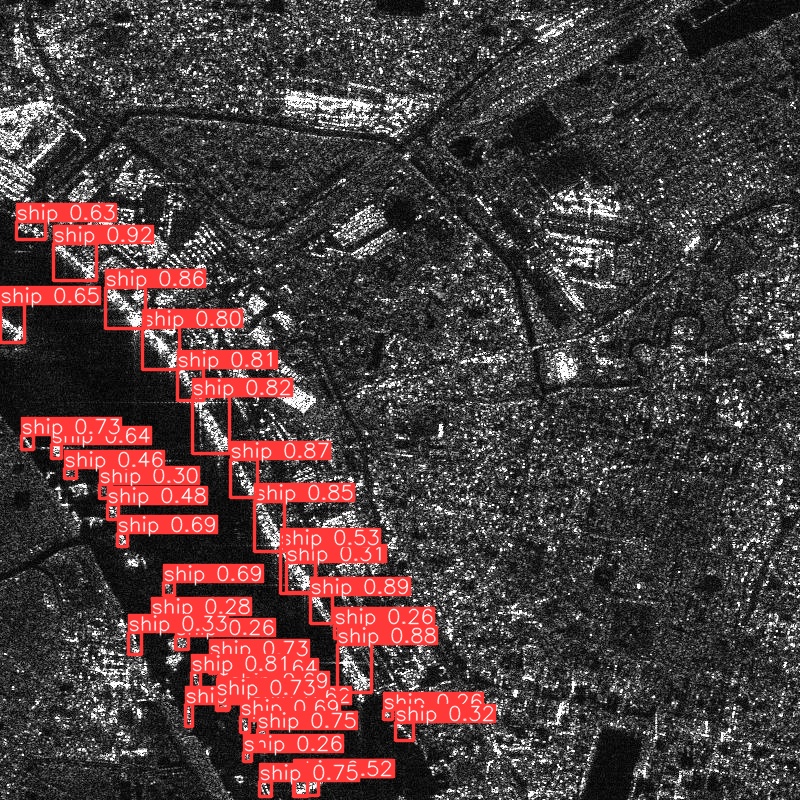 ship 0.63
ship 0.92
ship 0.86
ship 0.65
ship 0.80
ship 0.81
ship 0.82
ship 0.73
ship 0.64
ship 0.87
ship 0.46
ship 0.30
ship 0.85
ship 0.48
ship 0.69
ship 0.53
ship 0.31
ship 0.69
ship 0.89
ship 0.28
ship 0.26
ship 0.33
0.26
ship 0.88
ship 0.73
ship 0.81
ship 0.73
ship
ship 0.69
ship 0.26
ship 0.32
ship 0.75
ship 0.26
ship 0.75
.52